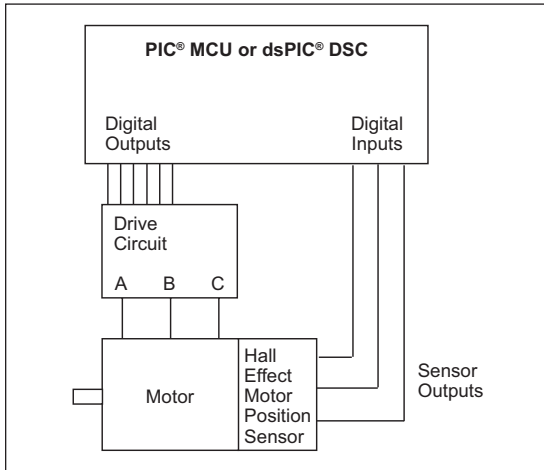 PIC® MCU or dsPIC® DSC
Digital
Outputs
Digital
Inputs
Drive
Circuit
A B C
Motor
Hall
Effect
Motor
Position
Sensor
Sensor
Outputs